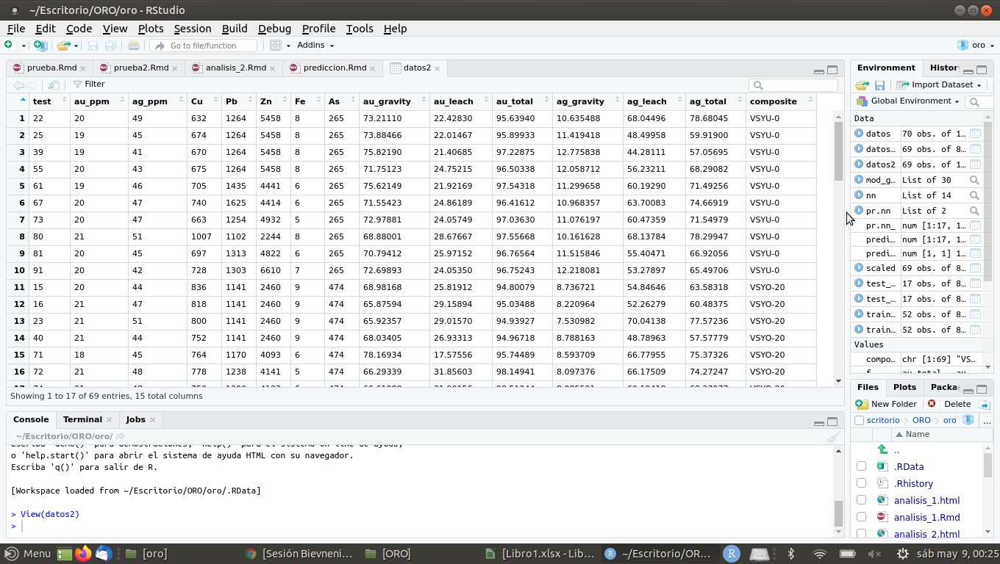 ~/Escritorio/ORO/oro - RStudio
File Edit Code View Plots Session Build Debug Profile Tools Help
Go to file/function Addins oro
prueba.Rmd prueba2.Rmd analisis_2.Rmd prediccion.Rmd datos2
Filter
test au_ppm ag_ppm Cu Pb Zn Fe As au_gravity au_leach au_total ag_gravity ag_leach ag_total composite
1 22 20 49 632 1264 5458 8 265 73.21110 22.42830 95.63940 10.635488 68.04496 78.68045 VSYU-0
2 25 19 45 674 1264 5458 8 265 73.88466 22.01467 95.89933 11.419418 48.49958 59.91900 VSYU-0
3 39 19 41 670 1264 5458 8 265 75.82190 21.40685 97.22875 12.775838 44.28111 57.05695 VSYU-0
4 55 20 43 675 1264 5458 8 265 71.75123 24.75215 96.50338 12.058712 56.23211 68.29082 VSYU-0
5 61 19 46 705 1435 4441 6 265 75.62149 21.92169 97.54318 11.299658 60.19290 71.49256 VSYU-0
6 67 20 47 740 1625 4414 6 265 71.55423 24.86189 96.41612 10.968357 63.70083 74.66919 VSYU-0
7 73 20 47 663 1254 4932 5 265 72.97881 24.05749 97.03630 11.076197 60.47359 71.54979 VSYU-0
8 80 21 51 1007 1102 2244 8 265 68.88001 28.67667 97.55668 10.161628 68.13784 78.29947 VSYU-0
9 81 20 45 697 1313 4822 6 265 70.79412 25.97152 96.76564 11.515846 55.40471 66.92056 VSYU-0
10 91 20 42 728 1303 6610 7 265 72.69893 24.05350 96.75243 12.218081 53.27897 65.49706 VSYU-0
11 15 20 44 836 1141 2460 9 474 68.98168 25.81912 94.80079 8.736721 54.84646 63.58318 VSYO-20
12 16 21 47 818 1141 2460 9 474 65.87594 29.15894 95.03488 8.220964 52.26279 60.48375 VSYO-20
13 23 21 51 800 1141 2460 9 474 65.92357 29.01570 94.93927 7.530982 70.04138 77.57236 VSYO-20
14 40 21 44 752 1141 2460 9 474 68.03405 26.93313 94.96718 8.788163 48.78963 57.57779 VSYO-20
15 71 18 45 764 1170 4093 6 474 78.16934 17.57556 95.74489 8.593709 66.77955 75.37326 VSYO-20
16 72 21 48 778 1238 4141 5 474 66.29339 31.85603 98.14941 8.097376 66.17509 74.27247 VSYO-20
Showing 1 to 17 of 69 entries, 15 total columns
Console Terminal Jobs
~/Escritorio/ORO/oro/
o 'help.start()' para abrir el sistema de ayuda HTML con su navegador.
Escriba 'q()' para salir de R.
[Workspace loaded from ~/Escritorio/ORO/oro/.RData]
> View(datos2)
>
Environment Histor
Import Dataset
Global Environment
Data
datos 70 obs. of 1…
datos… 69 obs. of 8…
datos2 69 obs. of 1…
mod_g… List of 30
nn List of 14
pr.nn List of 2
pr.nn_ num [1:17, 1…
predi… num [1:17, 1…
predi… num [1, 1] 1…
scaled 69 obs. of 8…
test_… 17 obs. of 8…
test_… 17 obs. of 8…
train… 52 obs. of 8…
train… 52 obs. of 8…
Values
compo… chr [1:69] "VS…
Files Plots Packa
New Folder Delete
scritorio ORO oro ...
Name
..
.RData
.Rhistory
analisis_1.html
analisis_1.Rmd
analisis_2.html
Menu [oro] [Sesión Bievneni… [ORO] [Libro1.xlsx - Lib… ~/Escritorio/OR… R sáb may 9, 00:25